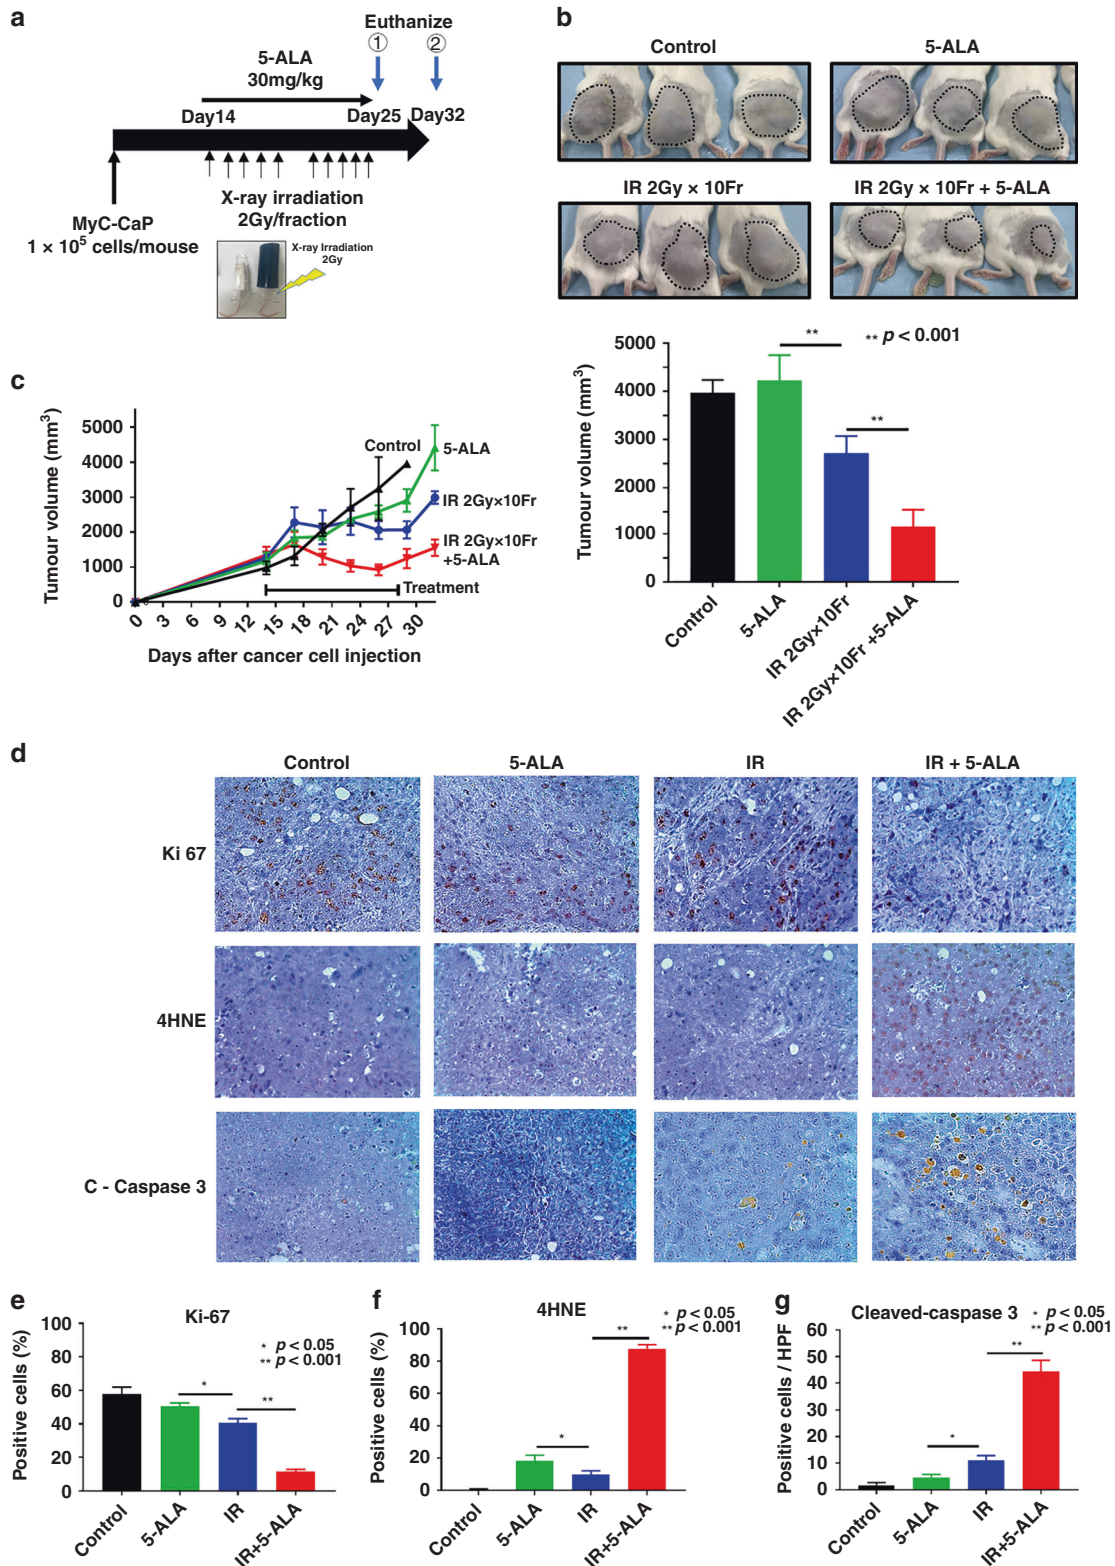 a
Euthanize
① ②
5-ALA
30mg/kg
Day14
Day25
Day32
X-ray irradiation
2Gy/fraction
MyC-CaP
1 × 10⁵ cells/mouse
X-ray Irradiation
2Gy
b
Control
5-ALA
IR 2Gy × 10Fr
IR 2Gy × 10Fr + 5-ALA
** p < 0.001
**
**
Tumour volume (mm³)
5000
4000
3000
2000
1000
0
Control
5-ALA
IR 2Gy×10Fr
IR 2Gy×10Fr +5-ALA
c
Tumour volume (mm³)
5000
4000
3000
2000
1000
0
Control
5-ALA
IR 2Gy×10Fr
IR 2Gy×10Fr
+5-ALA
Treatment
0 3 6 9 12 15 18 21 24 27 30
Days after cancer cell injection
d
Control
5-ALA
IR
IR + 5-ALA
Ki 67
4HNE
C - Caspase 3
e
Ki-67
* p < 0.05
** p < 0.001
*
**
Positive cells (%)
100
80
60
40
20
0
Control
5-ALA
IR
IR+5-ALA
f
4HNE
* p < 0.05
** p < 0.001
*
**
Positive cells (%)
100
80
60
40
20
0
Control
5-ALA
IR
IR+5-ALA
g
Cleaved-caspase 3
* p < 0.05
** p < 0.001
*
**
Positive cells / HPF
60
50
40
30
20
10
0
Control
5-ALA
IR
IR+5-ALA